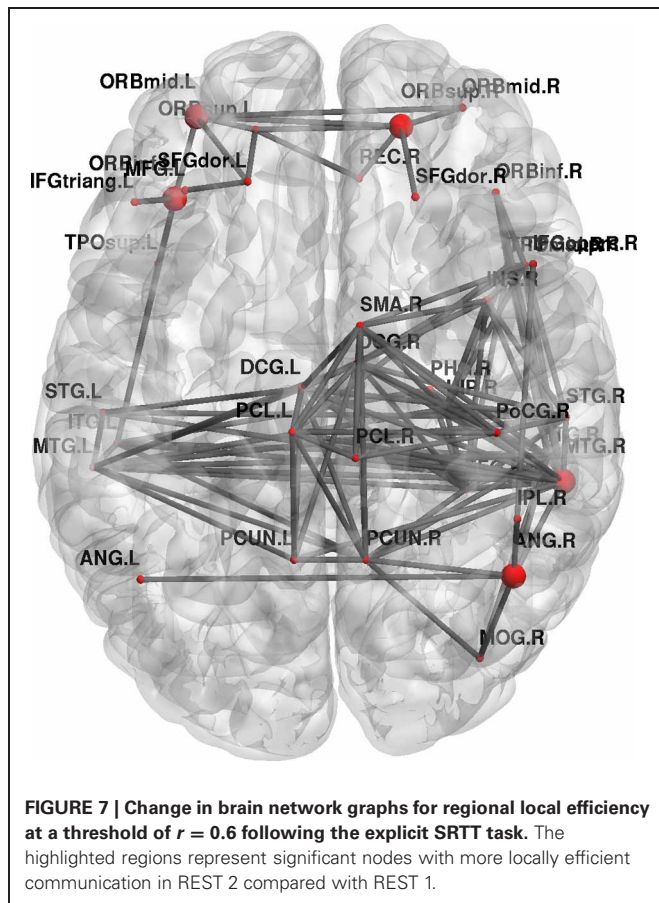 ORBmid.L
ORBsup.R
ORBmid.R
ORBsup.L
REC.R
SFGdor.L
MFG.L
SFGdor.R
ORBinf.R
IFGtriang.L
TPOsup.L
INS.R
SMA.R
DCG.R
DCG.L
STG.L
STG.R
PCL.L
PoCG.R
ITG.L
PCL.R
MTG.L
MTG.R
IPL.R
PCUN.L
PCUN.R
ANG.R
ANG.L
MOG.R
FIGURE 7 | Change in brain network graphs for regional local efficiency
at a threshold of r = 0.6 following the explicit SRTT task. The
highlighted regions represent significant nodes with more locally efficient
communication in REST 2 compared with REST 1.